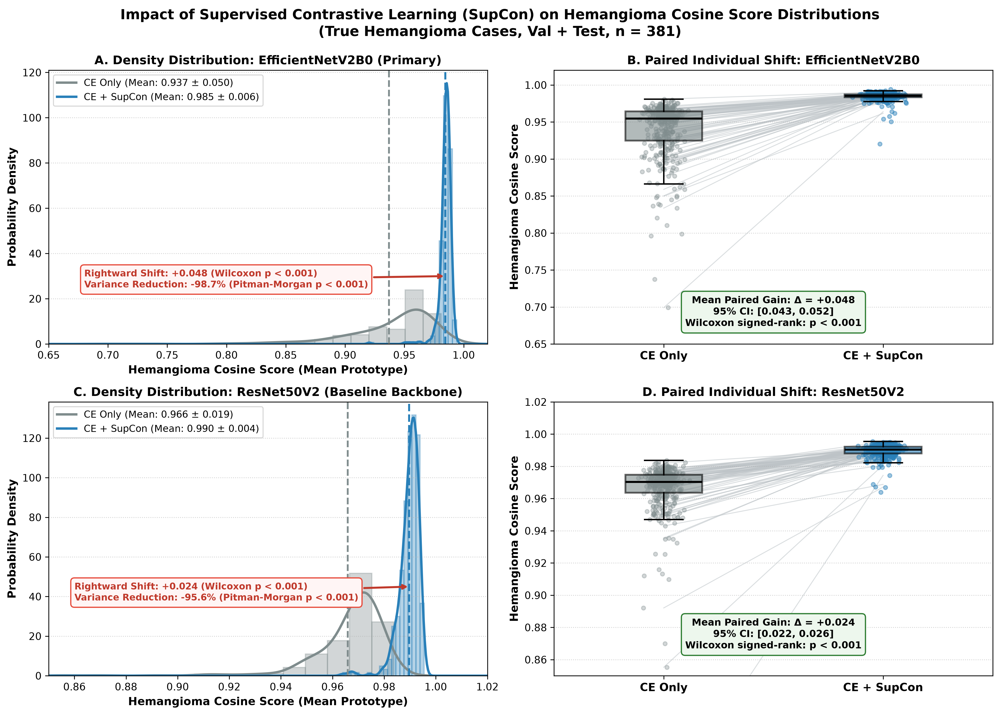 Impact of Supervised Contrastive Learning (SupCon) on Hemangioma Cosine Score Distributions
(True Hemangioma Cases, Val + Test, n = 381)
A. Density Distribution: EfficientNetV2B0 (Primary)
CE Only (Mean: 0.937 ± 0.050)
CE + SupCon (Mean: 0.985 ± 0.006)
Rightward Shift: +0.048 (Wilcoxon p < 0.001)
Variance Reduction: -98.7% (Pitman-Morgan p < 0.001)
Probability Density
120
100
80
60
40
20
0
0.65 0.70 0.75 0.80 0.85 0.90 0.95 1.00
Hemangioma Cosine Score (Mean Prototype)
B. Paired Individual Shift: EfficientNetV2B0
Hemangioma Cosine Score
1.00
0.95
0.90
0.85
0.80
0.75
0.70
0.65
Mean Paired Gain: Δ = +0.048
95% CI: [0.043, 0.052]
Wilcoxon signed-rank: p < 0.001
CE Only CE + SupCon
C. Density Distribution: ResNet50V2 (Baseline Backbone)
CE Only (Mean: 0.966 ± 0.019)
CE + SupCon (Mean: 0.990 ± 0.004)
Rightward Shift: +0.024 (Wilcoxon p < 0.001)
Variance Reduction: -95.6% (Pitman-Morgan p < 0.001)
Probability Density
120
100
80
60
40
20
0
0.86 0.88 0.90 0.92 0.94 0.96 0.98 1.00 1.02
Hemangioma Cosine Score (Mean Prototype)
D. Paired Individual Shift: ResNet50V2
Hemangioma Cosine Score
1.02
1.00
0.98
0.96
0.94
0.92
0.90
0.88
0.86
Mean Paired Gain: Δ = +0.024
95% CI: [0.022, 0.026]
Wilcoxon signed-rank: p < 0.001
CE Only CE + SupCon